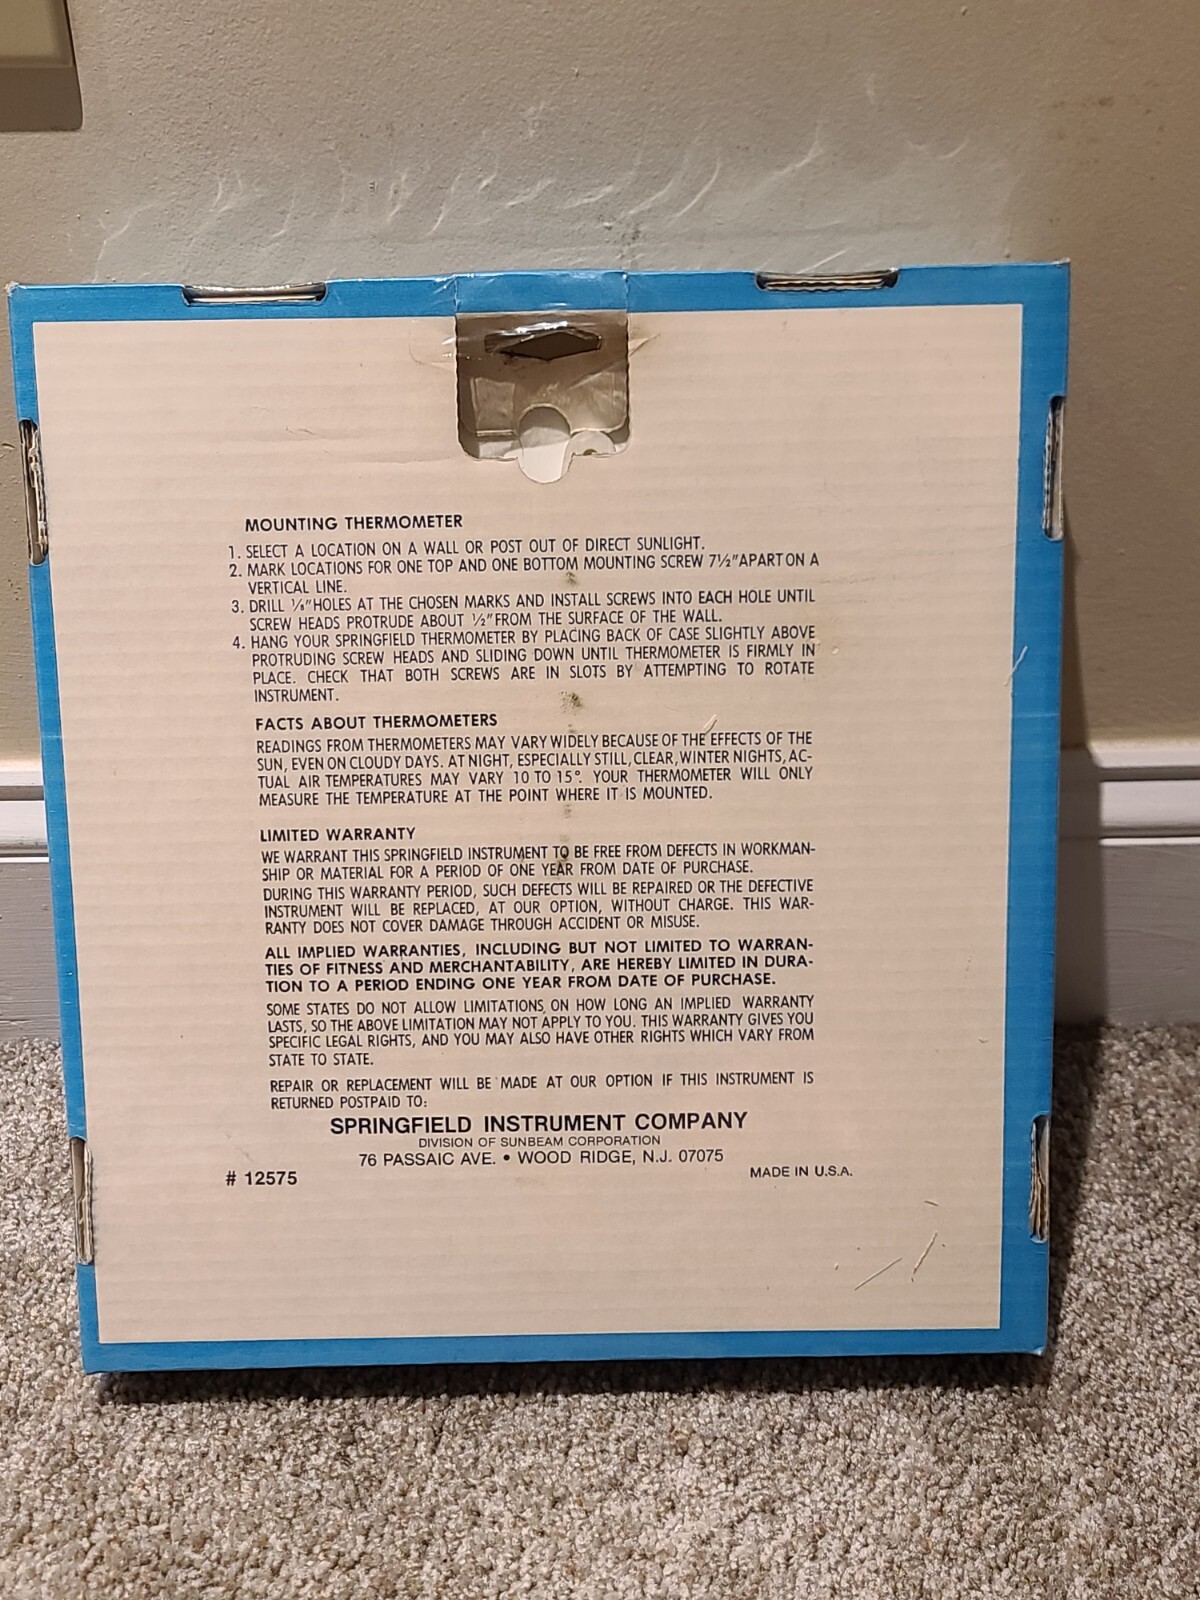 MOUNTING THERMOMETER
1. SELECT A LOCATION ON A WALL OR POST OUT OF DIRECT SUNLIGHT.
2. MARK LOCATIONS FOR ONE TOP AND ONE BOTTOM MOUNTING SCREW 7½" APART ON A
VERTICAL LINE.
3. DRILL ⅛" HOLES AT THE CHOSEN MARKS AND INSTALL SCREWS INTO EACH HOLE UNTIL
SCREW HEADS PROTRUDE ABOUT ½" FROM THE SURFACE OF THE WALL.
4. HANG YOUR SPRINGFIELD THERMOMETER BY PLACING BACK OF CASE SLIGHTLY ABOVE
PROTRUDING SCREW HEADS AND SLIDING DOWN UNTIL THERMOMETER IS FIRMLY IN
PLACE. CHECK THAT BOTH SCREWS ARE IN SLOTS BY ATTEMPTING TO ROTATE
INSTRUMENT.
FACTS ABOUT THERMOMETERS
READINGS FROM THERMOMETERS MAY VARY WIDELY BECAUSE OF THE EFFECTS OF THE
SUN, EVEN ON CLOUDY DAYS. AT NIGHT, ESPECIALLY STILL, CLEAR, WINTER NIGHTS, AC-
TUAL AIR TEMPERATURES MAY VARY 10 TO 15°. YOUR THERMOMETER WILL ONLY
MEASURE THE TEMPERATURE AT THE POINT WHERE IT IS MOUNTED.
LIMITED WARRANTY
WE WARRANT THIS SPRINGFIELD INSTRUMENT TO BE FREE FROM DEFECTS IN WORKMAN-
SHIP OR MATERIAL FOR A PERIOD OF ONE YEAR FROM DATE OF PURCHASE.
DURING THIS WARRANTY PERIOD, SUCH DEFECTS WILL BE REPAIRED OR THE DEFECTIVE
INSTRUMENT WILL BE REPLACED, AT OUR OPTION, WITHOUT CHARGE. THIS WAR-
RANTY DOES NOT COVER DAMAGE THROUGH ACCIDENT OR MISUSE.
ALL IMPLIED WARRANTIES, INCLUDING BUT NOT LIMITED TO WARRAN-
TIES OF FITNESS AND MERCHANTABILITY, ARE HEREBY LIMITED IN DURA-
TION TO A PERIOD ENDING ONE YEAR FROM DATE OF PURCHASE.
SOME STATES DO NOT ALLOW LIMITATIONS ON HOW LONG AN IMPLIED WARRANTY
LASTS, SO THE ABOVE LIMITATION MAY NOT APPLY TO YOU. THIS WARRANTY GIVES YOU
SPECIFIC LEGAL RIGHTS, AND YOU MAY ALSO HAVE OTHER RIGHTS WHICH VARY FROM
STATE TO STATE.
REPAIR OR REPLACEMENT WILL BE MADE AT OUR OPTION IF THIS INSTRUMENT IS
RETURNED POSTPAID TO:
SPRINGFIELD INSTRUMENT COMPANY
DIVISION OF SUNBEAM CORPORATION
76 PASSAIC AVE. • WOOD RIDGE, N.J. 07075
# 12575
MADE IN U.S.A.